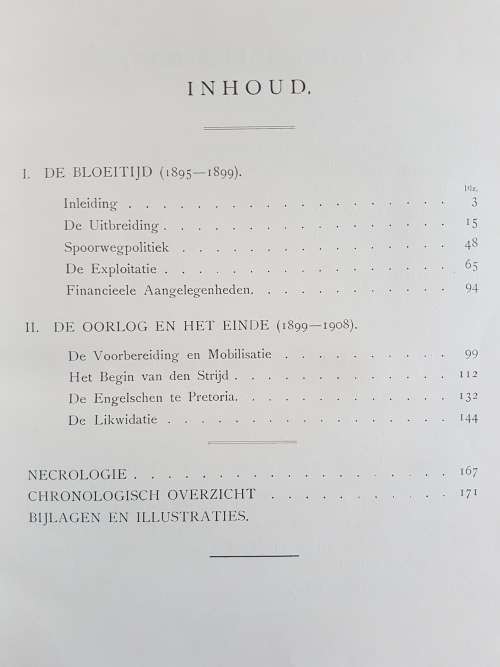 INHOUD.
I. DE BLOEITIJD (1895—1899).
Blz.
Inleiding . . . . . . . . . . . . . . . . 3
De Uitbreiding . . . . . . . . . . . . . . 15
Spoorwegpolitiek . . . . . . . . . . . . . 48
De Exploitatie . . . . . . . . . . . . . . 65
Financieele Aangelegenheden. . . . . . . . . . 94
II. DE OORLOG EN HET EINDE (1899—1908).
De Voorbereiding en Mobilisatie . . . . . . . . 99
Het Begin van den Strijd . . . . . . . . . . . 112
De Engelschen te Pretoria. . . . . . . . . . . 132
De Likwidatie . . . . . . . . . . . . . . 144
NECROLOGIE . . . . . . . . . . . . . . . . 167
CHRONOLOGISCH OVERZICHT . . . . . . . . . . 171
BIJLAGEN EN ILLUSTRATIES.